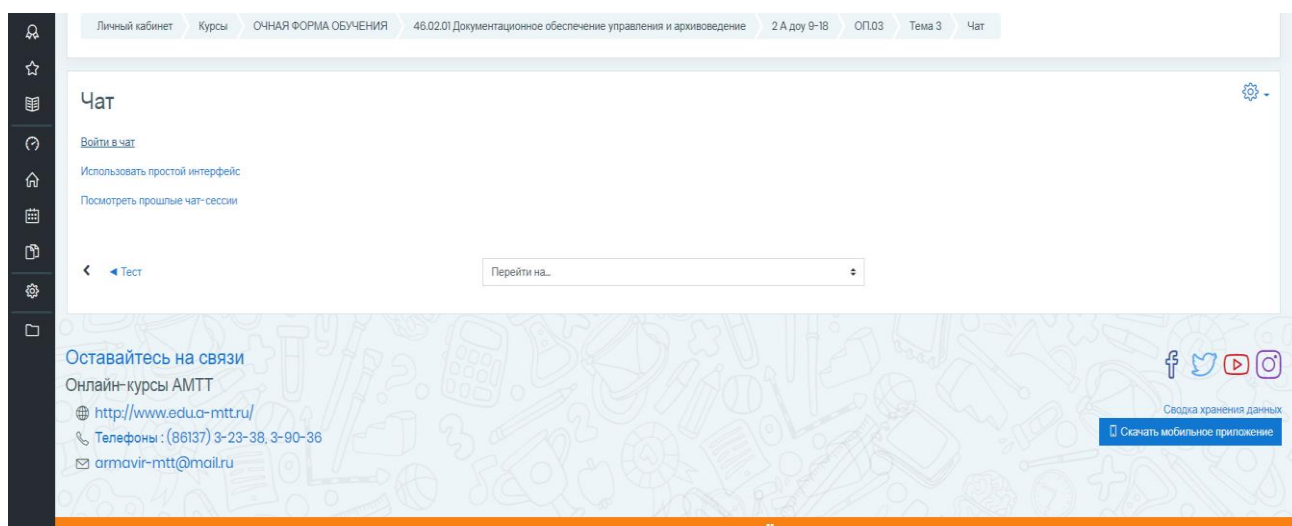 Личный кабинет Курсы ОЧНАЯ ФОРМА ОБУЧЕНИЯ 46.02.01 Документационное обеспечение управления и архивоведение 2 А доу 9-18 ОП.03 Тема 3 Чат
Чат
Войти в чат
Использовать простой интерфейс
Посмотреть прошлые чат-сессии
◄ Тест Перейти на...
Оставайтесь на связи
Онлайн-курсы АМТТ
http://www.edu.a-mtt.ru/
Телефоны : (86137) 3-23-38, 3-90-36
armavir-mtt@mail.ru
Сводка хранения данных
Скачать мобильное приложение